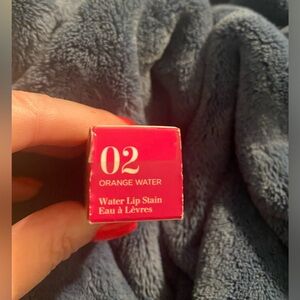 02
ORANGE WATER
Water Lip Stain
Eau à Lèvres